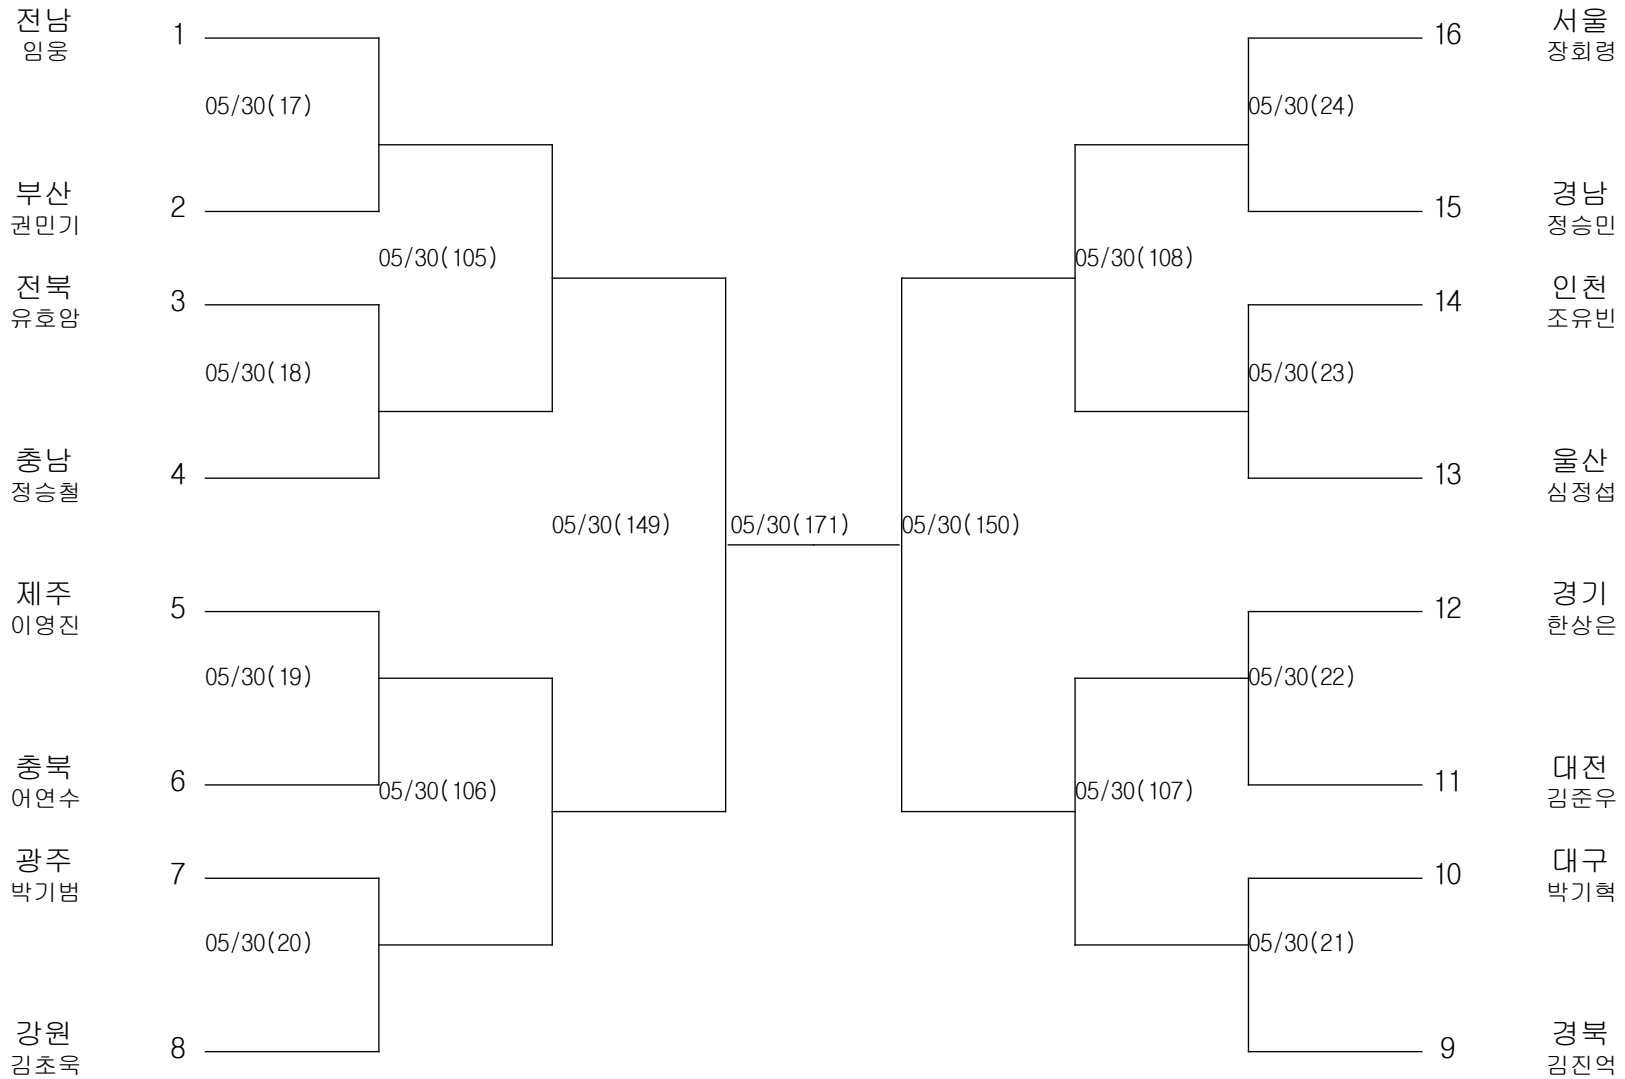 전남
임웅
1
16
서울
장회령
05/30(17)
05/30(24)
부산
권민기
2
15
경남
정승민
05/30(105)
05/30(108)
전북
유호암
3
14
인천
조유빈
05/30(18)
05/30(23)
충남
정승철
4
13
울산
심정섭
05/30(149)
05/30(171)
05/30(150)
제주
이영진
5
12
경기
한상은
05/30(19)
05/30(22)
충북
어연수
6
11
대전
김준우
05/30(106)
05/30(107)
광주
박기범
7
10
대구
박기혁
05/30(20)
05/30(21)
강원
김초욱
8
9
경북
김진억